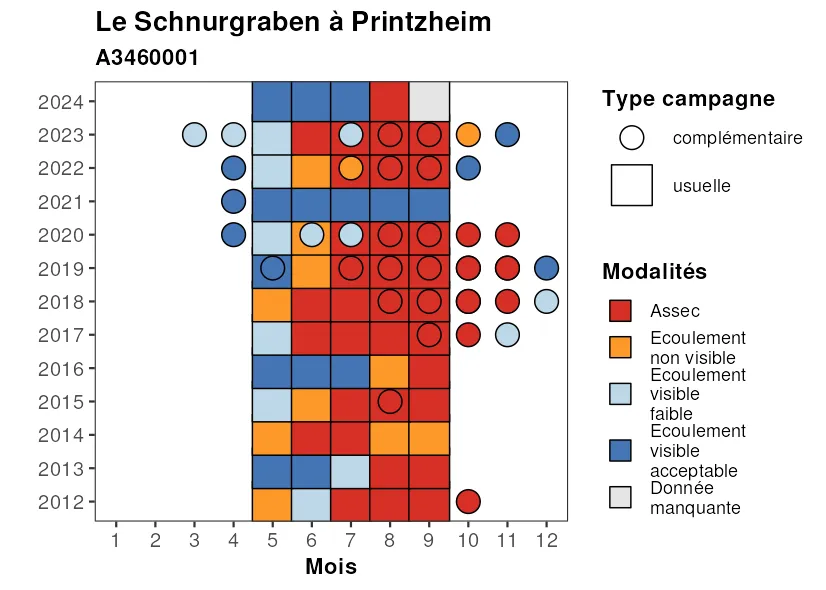 Le Schnurgraben à Printzheim
A3460001
2024
2023
2022
2021
2020
2019
2018
2017
2016
2015
2014
2013
2012
1 2 3 4 5 6 7 8 9 10 11 12
Mois
Type campagne
complémentaire
usuelle
Modalités
Assec
Ecoulement
non visible
Ecoulement
visible
faible
Ecoulement
visible
acceptable
Donnée
manquante